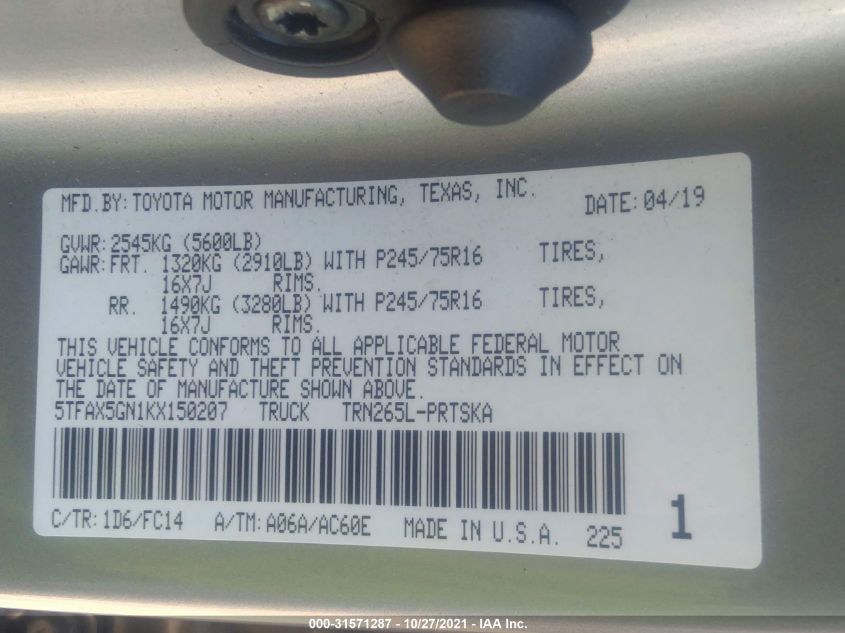 MFD.BY: TOYOTA MOTOR MANUFACTURING, TEXAS, INC. DATE: 04/19
GVWR: 2545KG (5600LB)
GAWR: FRT. 1320KG (2910LB) WITH P245/75R16 TIRES,
16X7J RIMS.
RR. 1490KG (3280LB) WITH P245/75R16 TIRES,
16X7J RIMS.
THIS VEHICLE CONFORMS TO ALL APPLICABLE FEDERAL MOTOR
VEHICLE SAFETY AND THEFT PREVENTION STANDARDS IN EFFECT ON
THE DATE OF MANUFACTURE SHOWN ABOVE.
5TFAX5GN1KX150207 TRUCK TRN265L-PRTSKA
C/TR: 1D6/FC14 A/TM: A06A/AC60E MADE IN U.S.A. 225 1
000-31571287 - 10/27/2021 - IAA Inc.